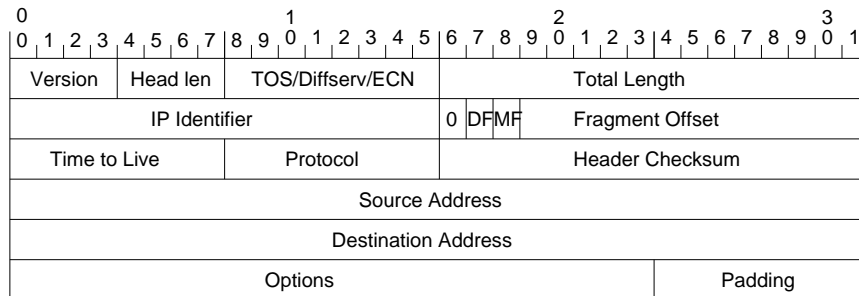 0 1 2 3
0 1 2 3 4 5 6 7 8 9 0 1 2 3 4 5 6 7 8 9 0 1 2 3 4 5 6 7 8 9 0 1
Version Head len TOS/Diffserv/ECN Total Length
IP Identifier 0 DF MF Fragment Offset
Time to Live Protocol Header Checksum
Source Address
Destination Address
Options Padding